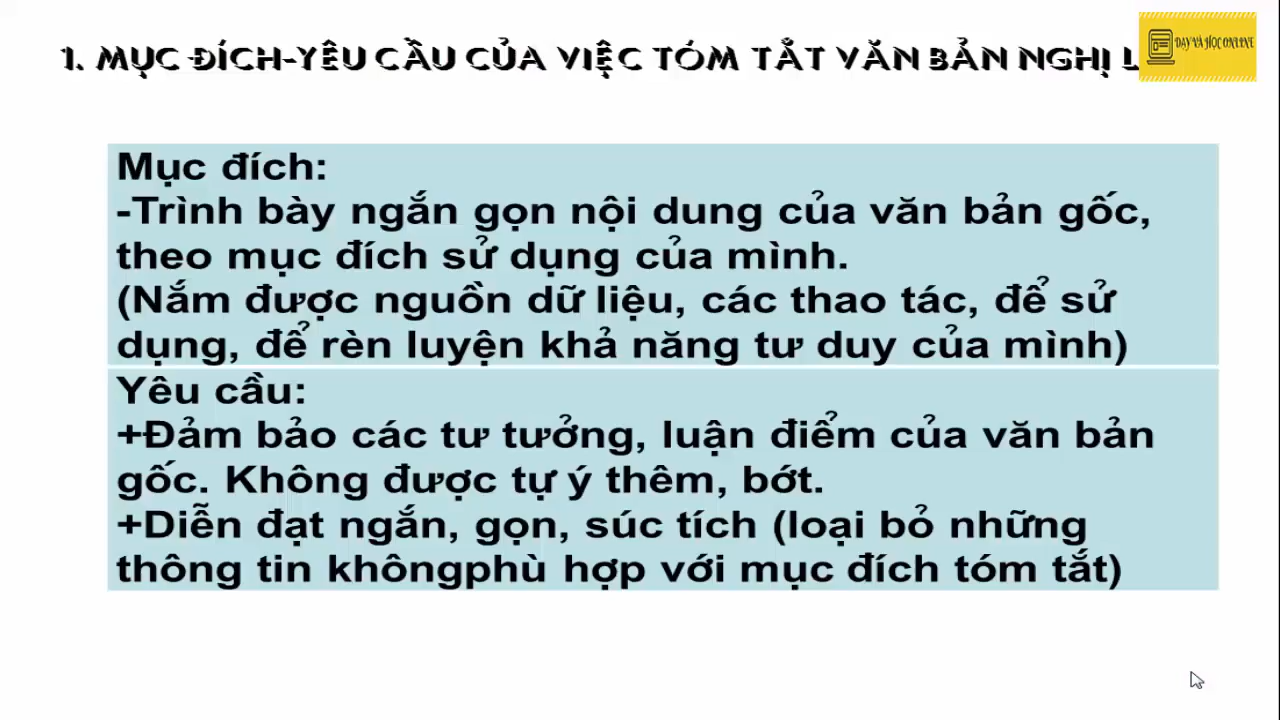 1. MỤC ĐÍCH-YÊU CẦU CỦA VIỆC TÓM TẮT VĂN BẢN NGHỊ
DẠY VÀ HỌC ONLINE
Mục đích:
-Trình bày ngắn gọn nội dung của văn bản gốc,
theo mục đích sử dụng của mình.
(Nắm được nguồn dữ liệu, các thao tác, để sử
dụng, để rèn luyện khả năng tư duy của mình)
Yêu cầu:
+Đảm bảo các tư tưởng, luận điểm của văn bản
gốc. Không được tự ý thêm, bớt.
+Diễn đạt ngắn, gọn, súc tích (loại bỏ những
thông tin khôngphù hợp với mục đích tóm tắt)